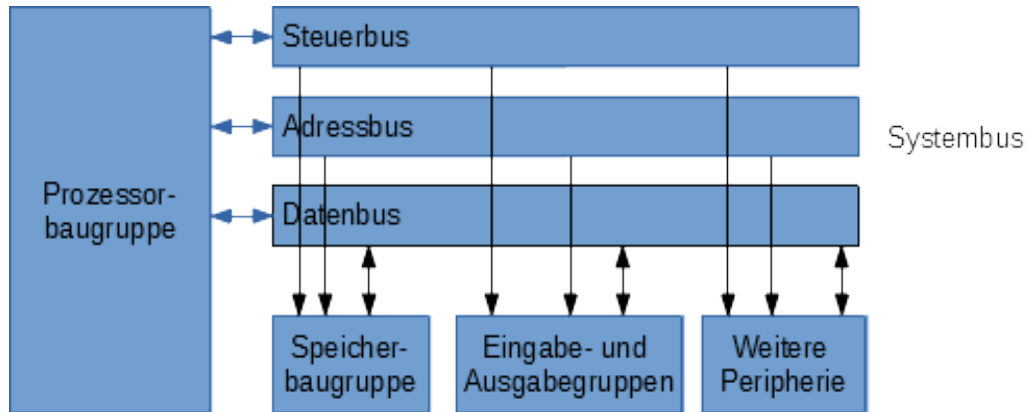 Steuerbus
Adressbus
Systembus
Prozessor-
baugruppe
Datenbus
Speicher-
baugruppe
Eingabe- und
Ausgabegruppen
Weitere
Peripherie